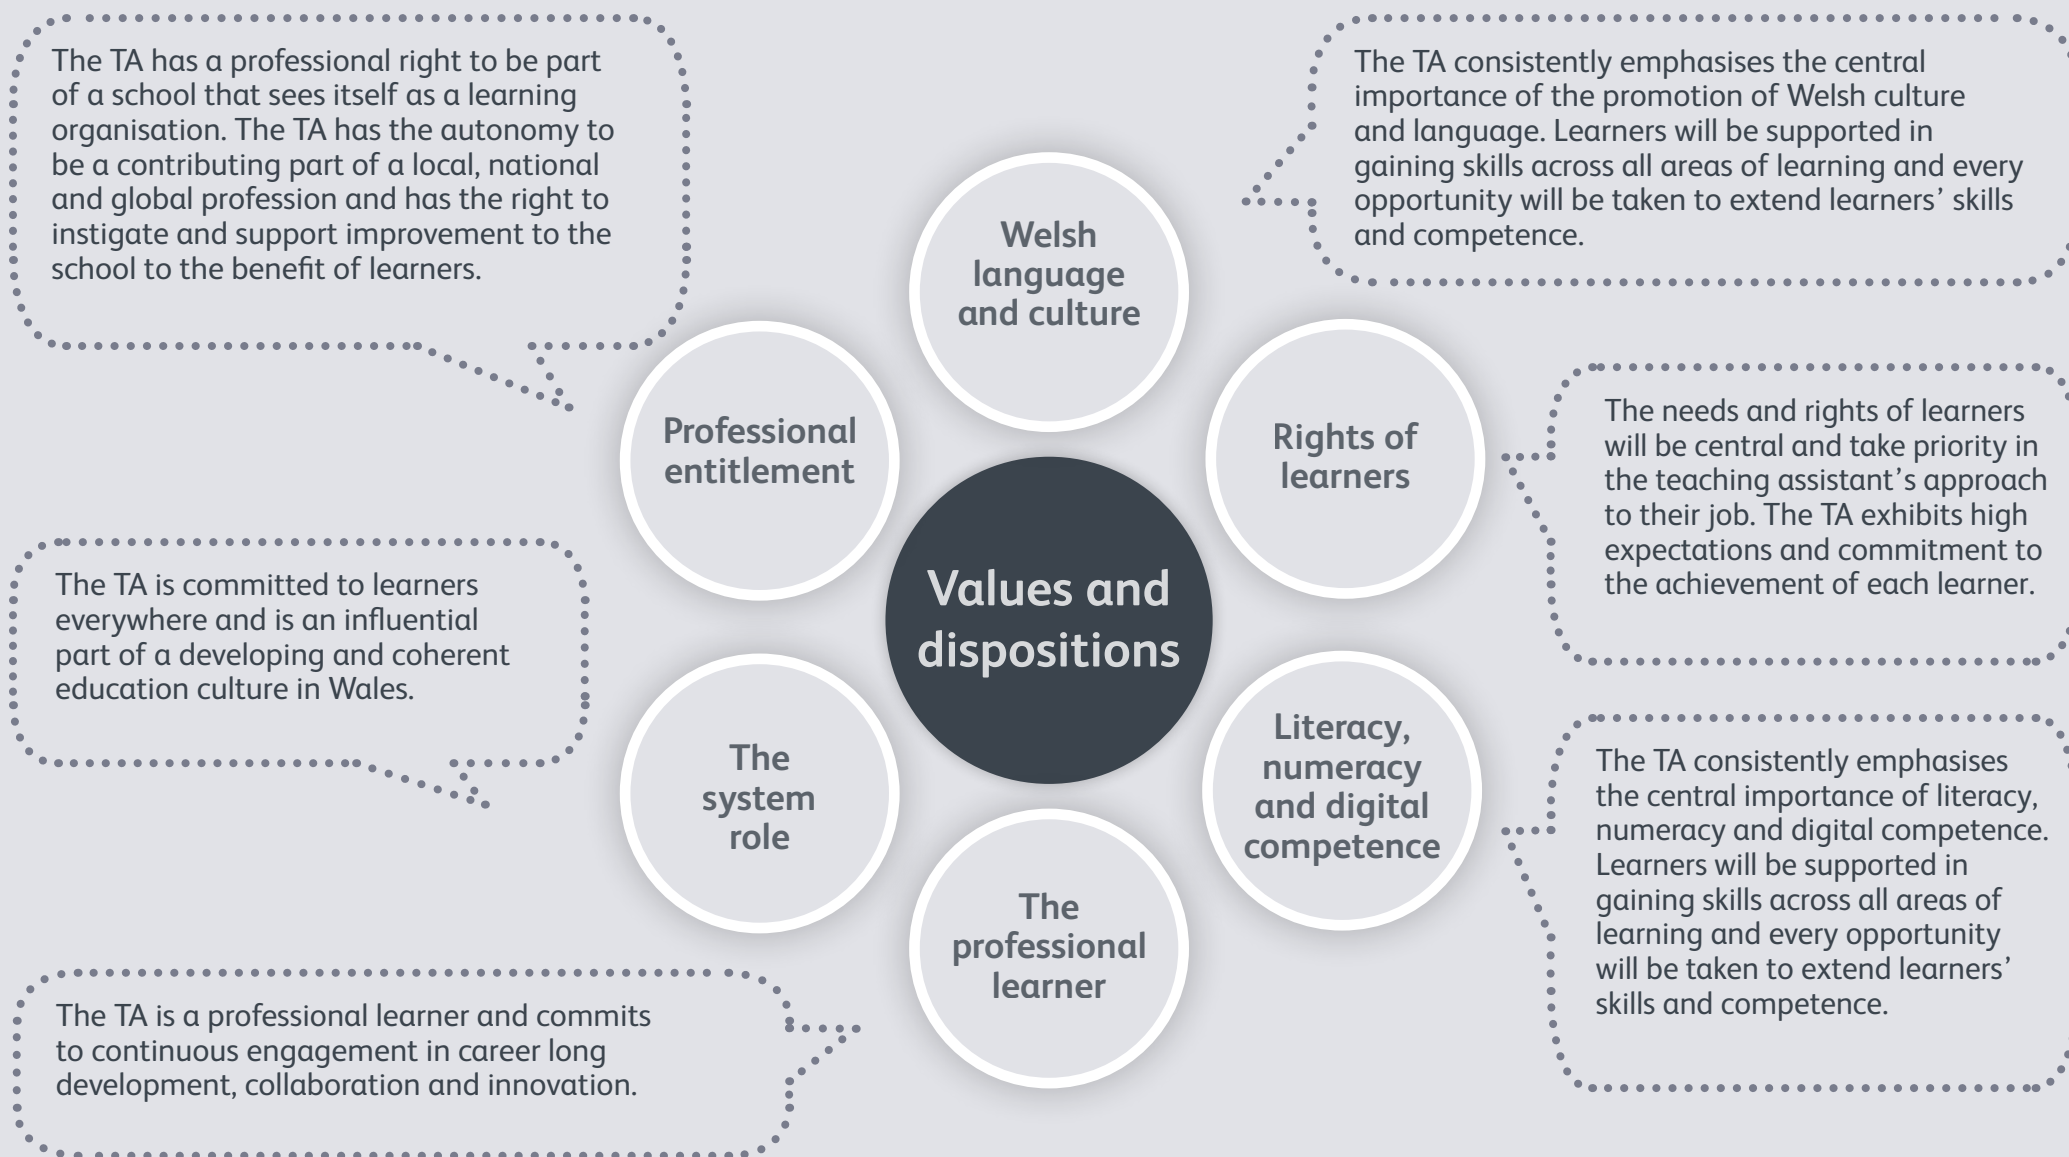 The TA has a professional right to be part
of a school that sees itself as a learning
organisation. The TA has the autonomy to
be a contributing part of a local, national
and global profession and has the right to
instigate and support improvement to the
school to the benefit of learners.
The TA consistently emphasises the central
importance of the promotion of Welsh culture
and language. Learners will be supported in
gaining skills across all areas of learning and every
opportunity will be taken to extend learners’ skills
and competence.
Welsh
language
and culture
Professional
entitlement
Rights of
learners
The needs and rights of learners
will be central and take priority in
the teaching assistant’s approach
to their job. The TA exhibits high
expectations and commitment to
the achievement of each learner.
Values and
dispositions
The TA is committed to learners
everywhere and is an influential
part of a developing and coherent
education culture in Wales.
The
system
role
Literacy,
numeracy
and digital
competence
The TA consistently emphasises
the central importance of literacy,
numeracy and digital competence.
Learners will be supported in
gaining skills across all areas of
learning and every opportunity
will be taken to extend learners’
skills and competence.
The
professional
learner
The TA is a professional learner and commits
to continuous engagement in career long
development, collaboration and innovation.